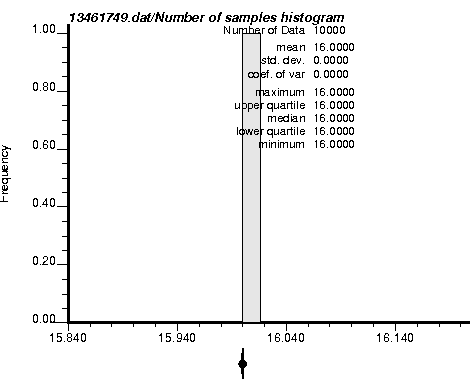 13461749.dat/Number of samples histogram
Number of Data 10000
mean 16.0000
std. dev. 0.0000
coef. of var 0.0000
maximum 16.0000
upper quartile 16.0000
median 16.0000
lower quartile 16.0000
minimum 16.0000
Frequency
1.00
0.80
0.60
0.40
0.20
0.00
15.840 15.940 16.040 16.140